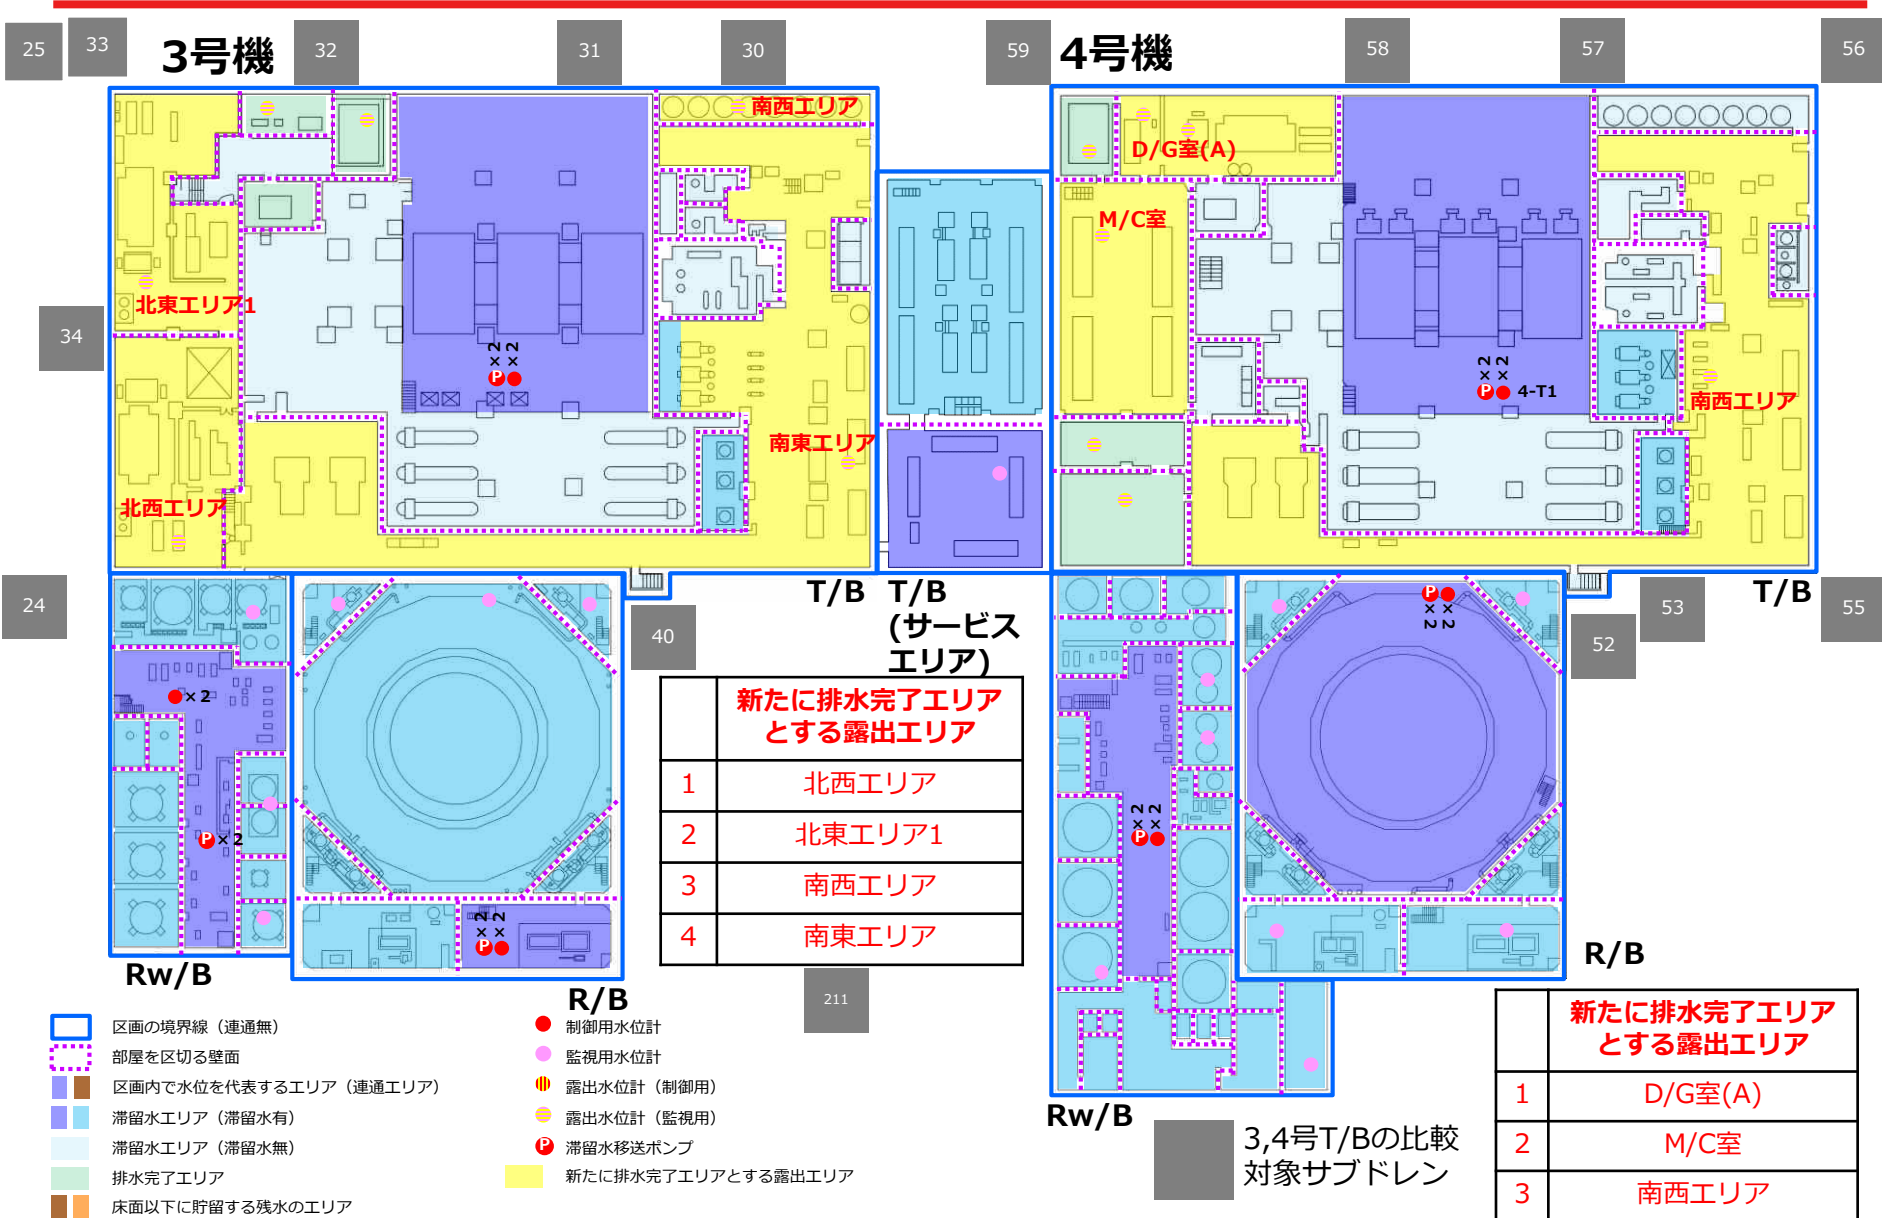 25
33
3号機
32
31
30
59
4号機
58
57
56
南西エリア
D/G室(A)
M/C室
北東エリア1
34
×2
×2
P
×2
×2
P
4-T1
南西エリア
南東エリア
北西エリア
24
T/B
T/B
(サービス
エリア)
40
P
×2
×2
53
T/B
55
52
×2
P
×2
×2
×2
P
×2
×2
P
新たに排水完了エリア
とする露出エリア
1 北西エリア
2 北東エリア1
3 南西エリア
4 南東エリア
Rw/B
R/B
211
R/B
Rw/B
区画の境界線（連通無）
部屋を区切る壁面
区画内で水位を代表するエリア（連通エリア）
滞留水エリア（滞留水有）
滞留水エリア（滞留水無）
排水完了エリア
床面以下に貯留する残水のエリア
制御用水位計
監視用水位計
露出水位計（制御用）
露出水位計（監視用）
P 滞留水移送ポンプ
新たに排水完了エリアとする露出エリア
3,4号T/Bの比較
対象サブドレン
新たに排水完了エリア
とする露出エリア
1 D/G室(A)
2 M/C室
3 南西エリア